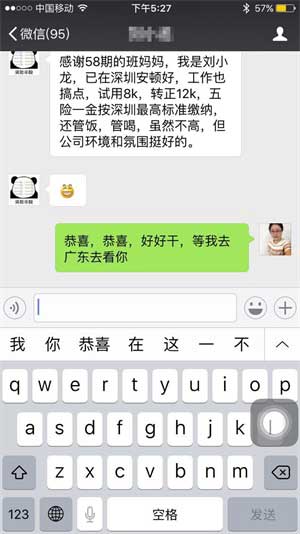 中国移动
下午5:27
57%
微信(95)
感谢58期的班妈妈，我是刘小
龙，已在深圳安顿好，工作也
搞点，试用8k，转正12k，五
险一金按深圳最高标准缴纳，
还管饭，管喝，虽然不高，但
公司环境和氛围挺好的。
恭喜，恭喜，好好干，等我去
广东去看你
我 你 恭喜 在 这 一 不
q w e r t y u i o p
a s d f g h j k l
z x c v b n m
123 空格 发送